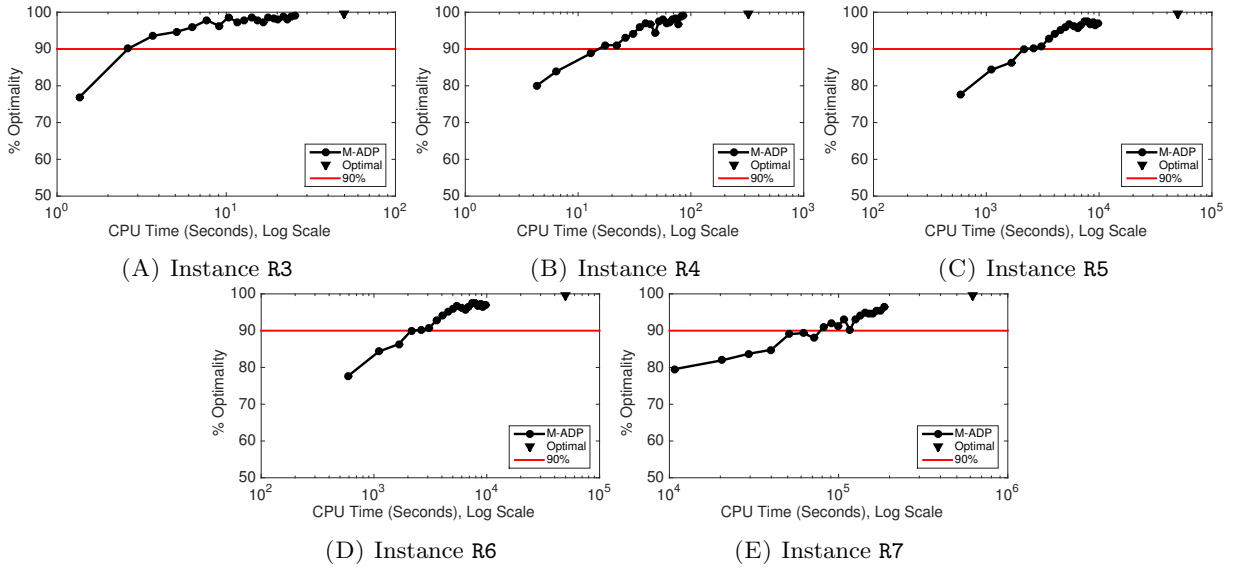 100
90
80
70
60
50
% Optimality
M-ADP
Optimal
90%
10^0
10^1
10^2
CPU Time (Seconds), Log Scale
(A) Instance R3
100
90
80
70
60
50
% Optimality
M-ADP
Optimal
90%
10^0
10^1
10^2
10^3
CPU Time (Seconds), Log Scale
(B) Instance R4
100
90
80
70
60
50
% Optimality
M-ADP
Optimal
90%
10^2
10^3
10^4
10^5
CPU Time (Seconds), Log Scale
(C) Instance R5
100
90
80
70
60
50
% Optimality
M-ADP
Optimal
90%
10^2
10^3
10^4
10^5
CPU Time (Seconds), Log Scale
(D) Instance R6
100
90
80
70
60
50
% Optimality
M-ADP
Optimal
90%
10^4
10^5
10^6
CPU Time (Seconds), Log Scale
(E) Instance R7